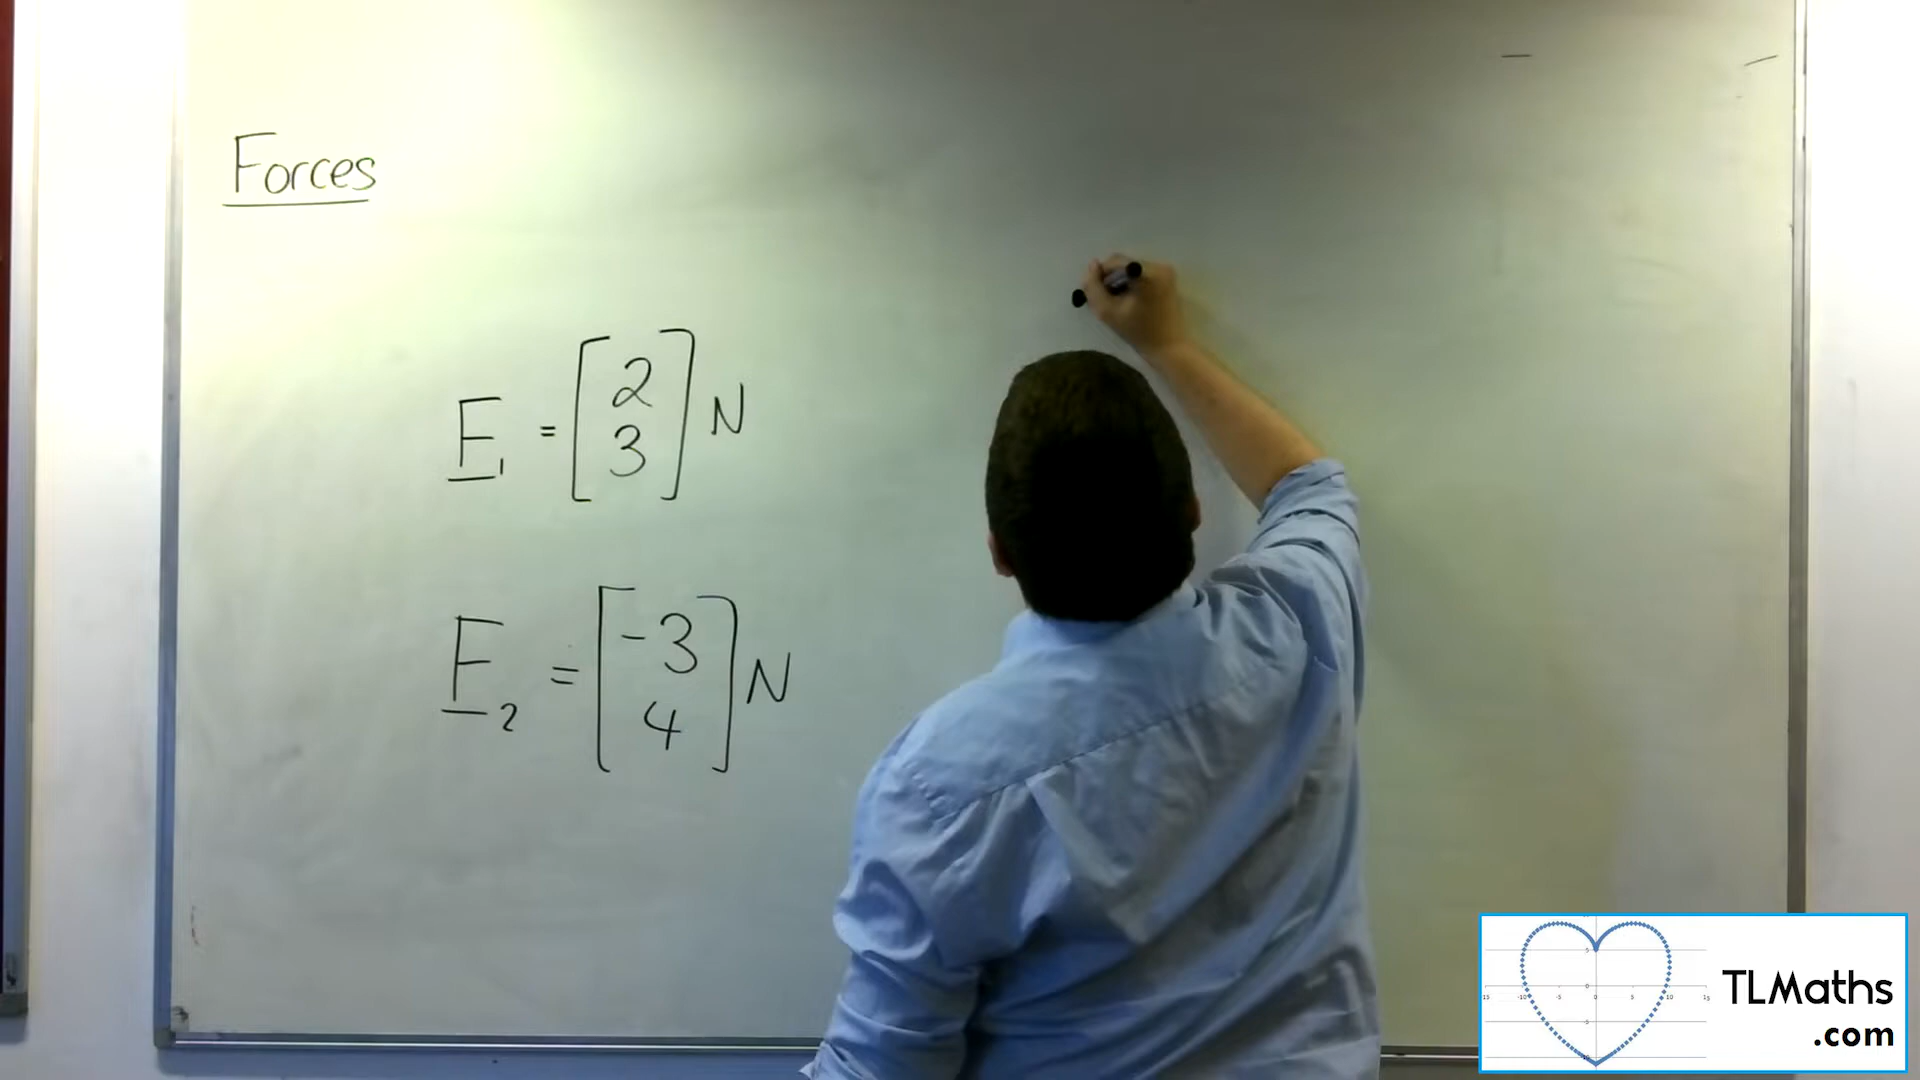 Forces
F₁ = [2 3] N
F₂ = [-3 4] N
TLMaths
.com